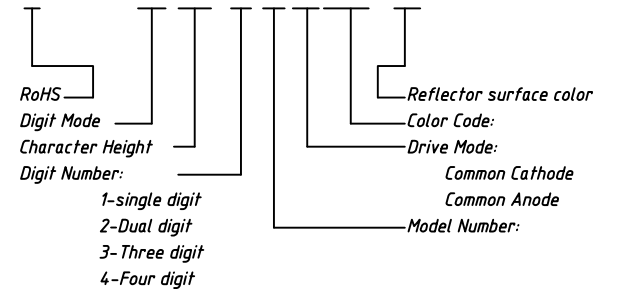 RoHS
Digit Mode
Character Height
Digit Number:
1-single digit
2-Dual digit
3-Three digit
4-Four digit
Reflector surface color
Color Code:
Drive Mode:
Common Cathode
Common Anode
Model Number: